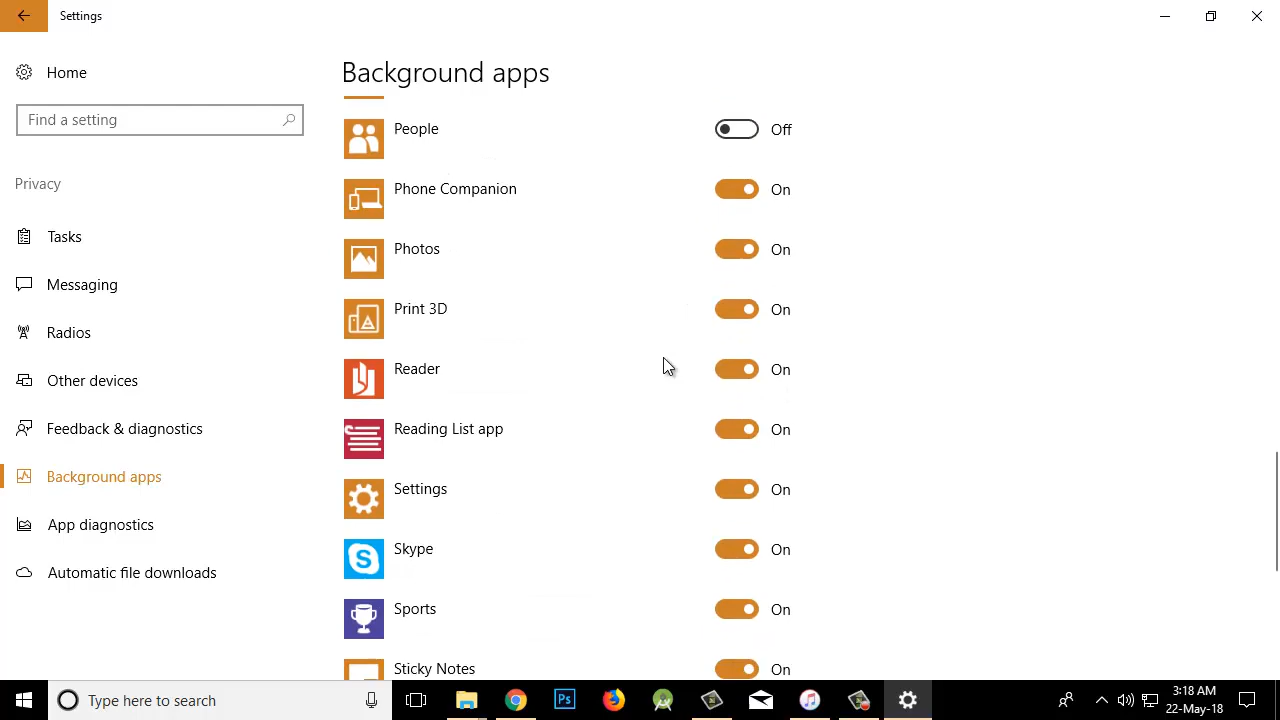 Settings
Home
Find a setting
Privacy
Tasks
Messaging
Radios
Other devices
Feedback & diagnostics
Background apps
App diagnostics
Automatic file downloads
Background apps
People Off
Phone Companion On
Photos On
Print 3D On
Reader On
Reading List app On
Settings On
Skype On
Sports On
Sticky Notes On
Type here to search
Ps
3:18 AM
22-May-18